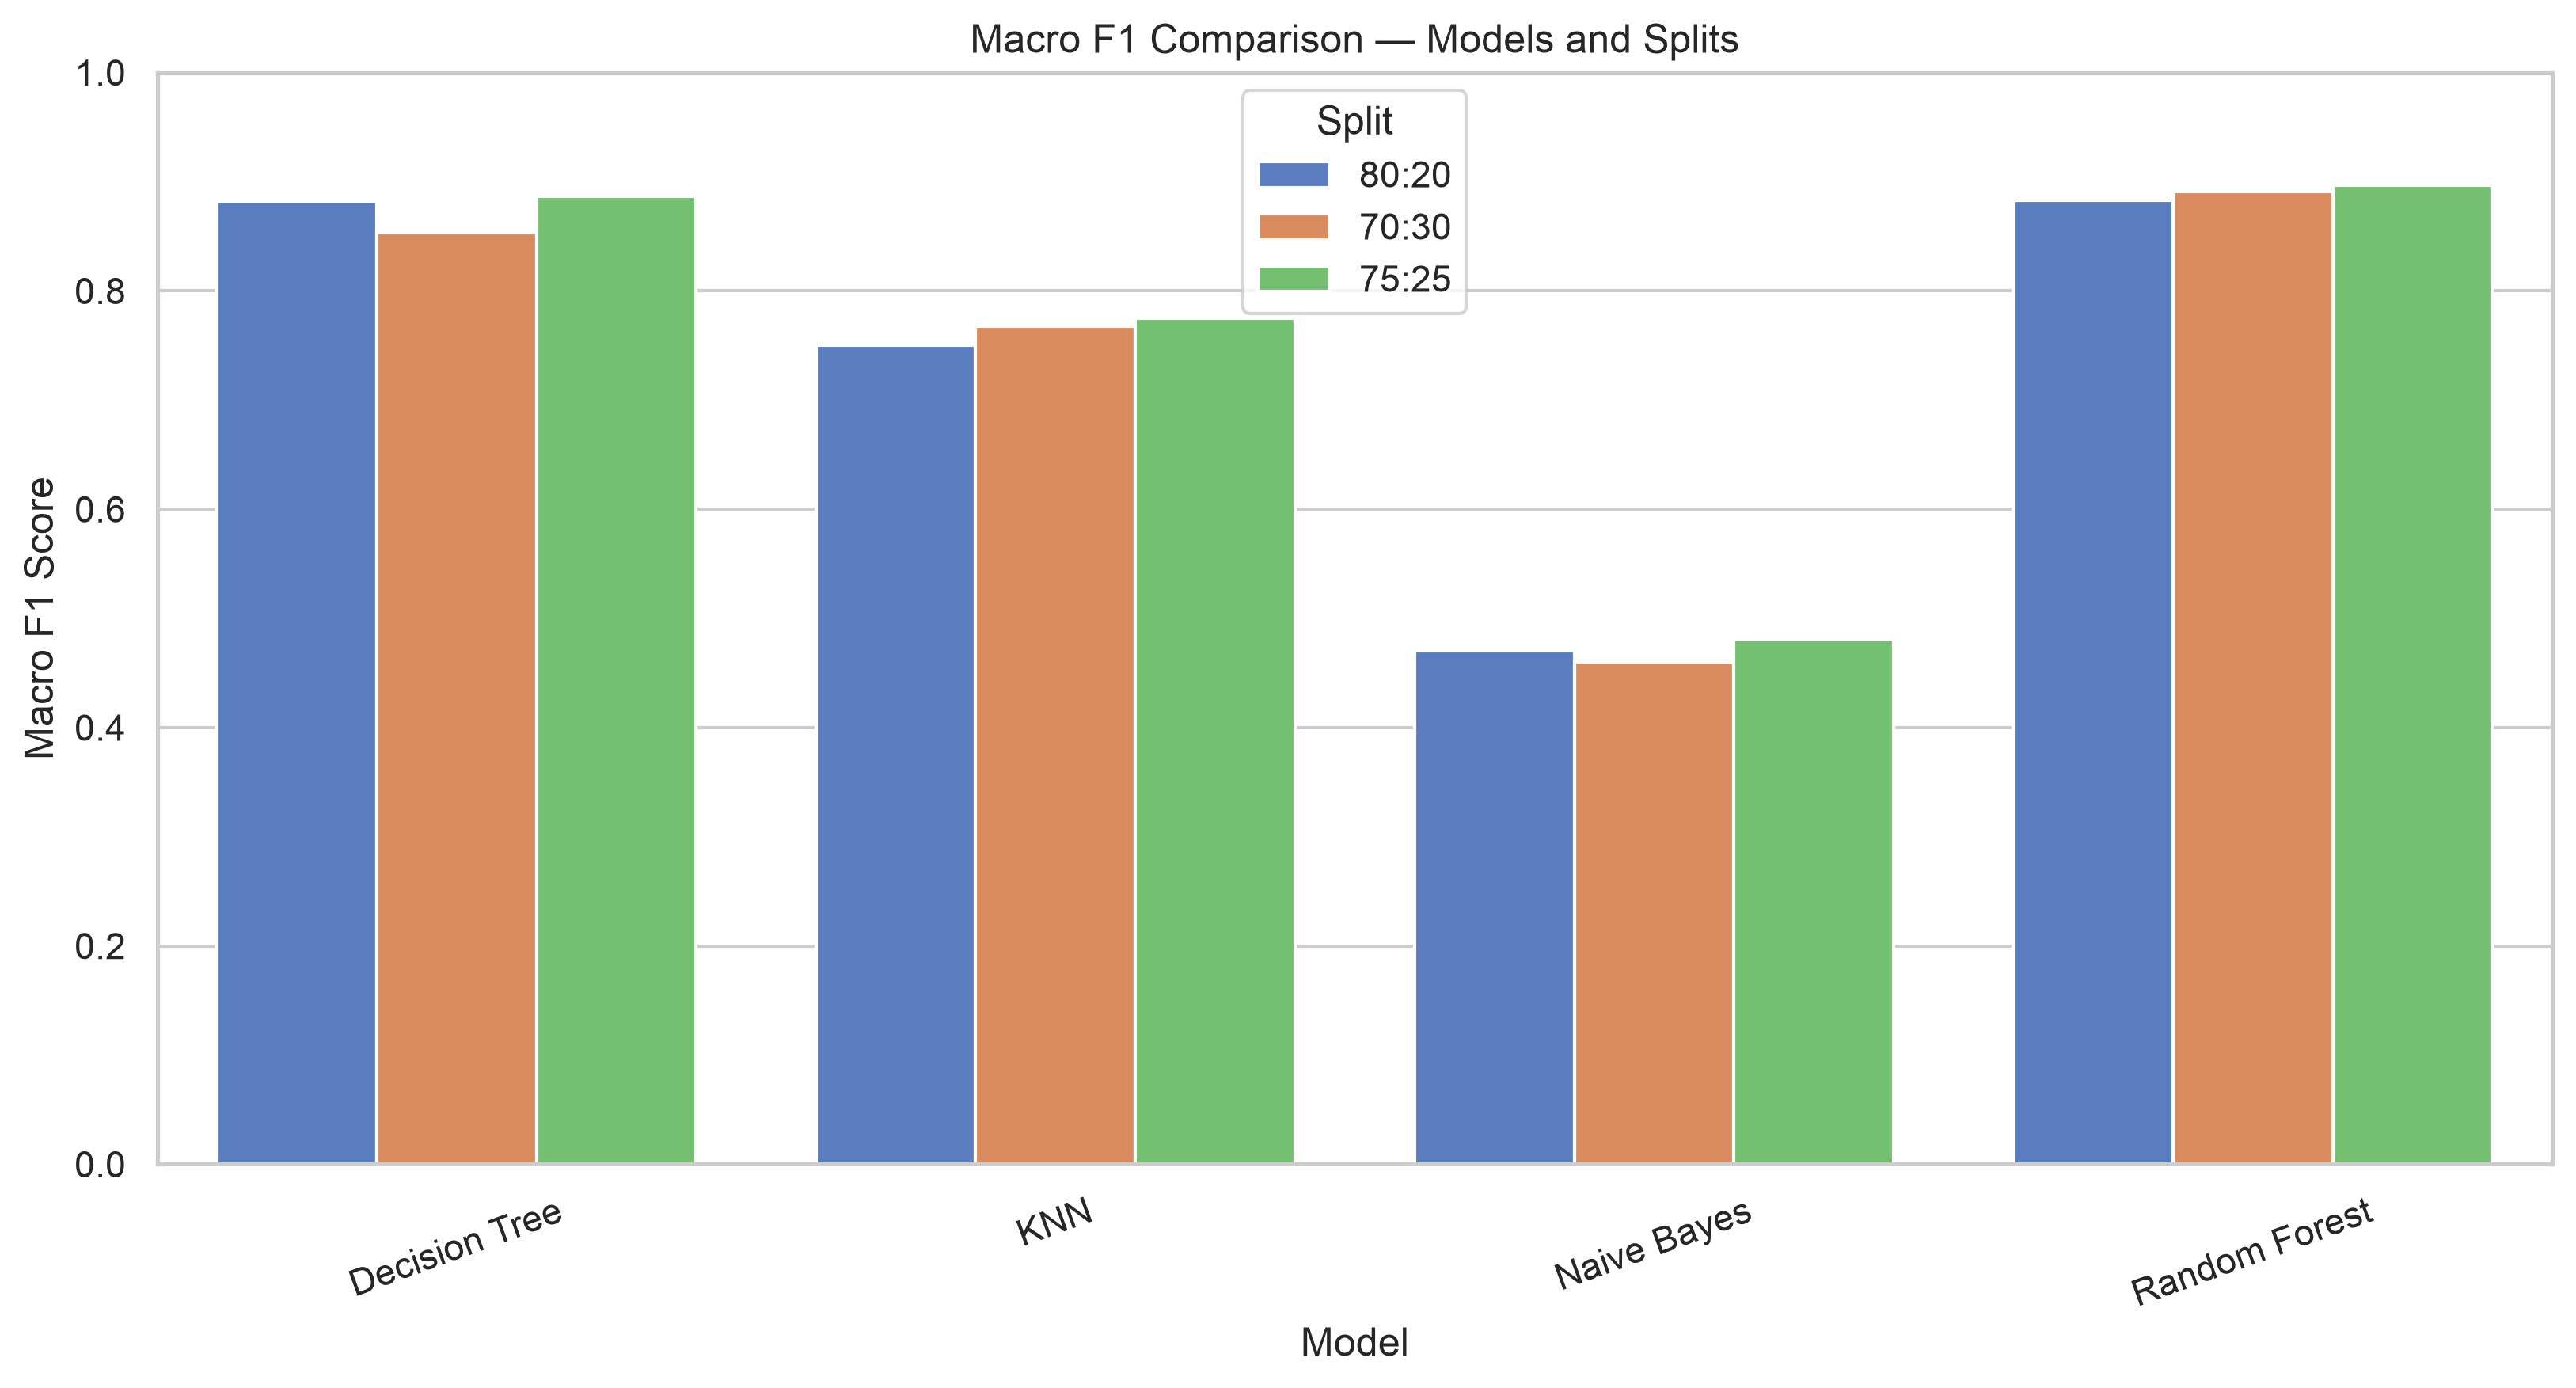 Macro F1 Comparison — Models and Splits
1.0
0.8
0.6
0.4
0.2
0.0
Macro F1 Score
Split
80:20
70:30
75:25
Decision Tree
KNN
Naive Bayes
Random Forest
Model